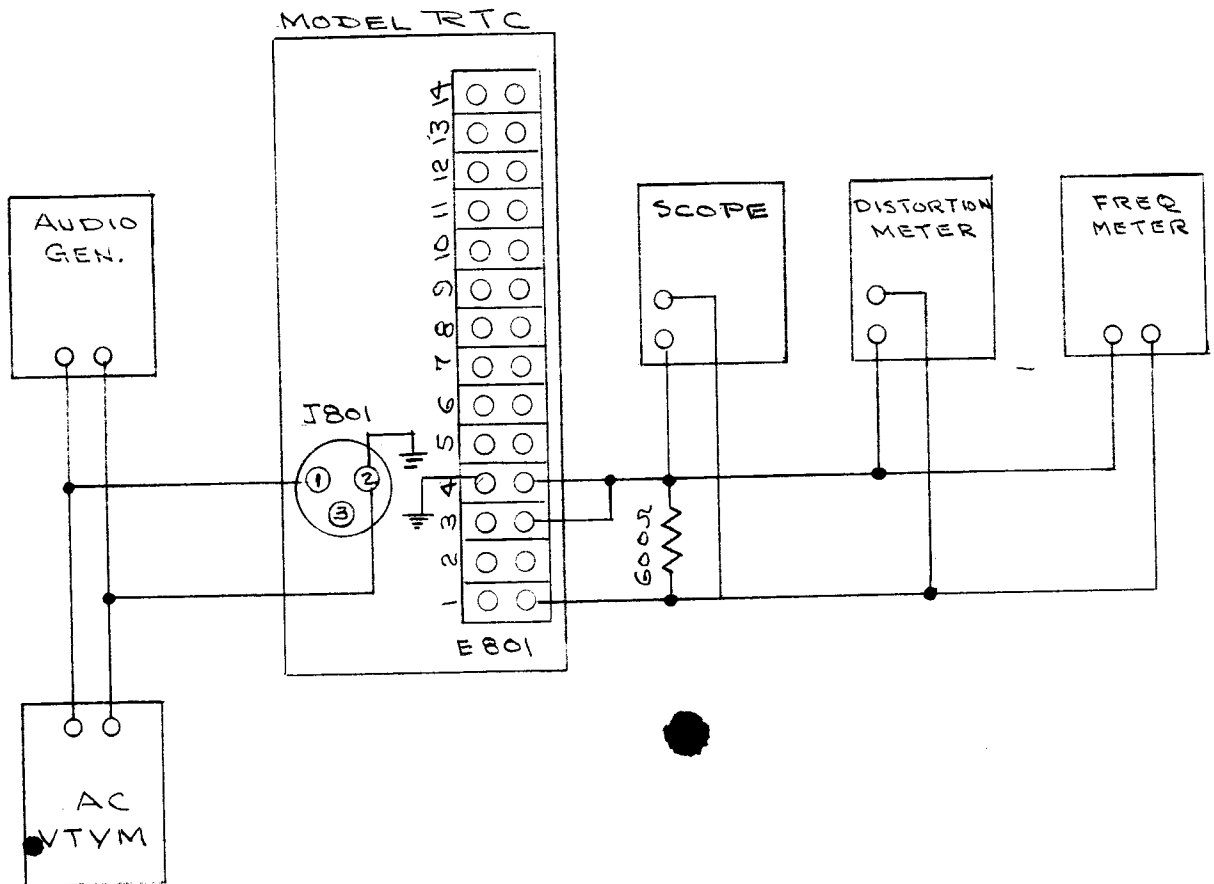 MODEL RTC
AUDIO
GEN.
J801
1
2
3
14
13
12
11
10
9
8
7
6
5
4
3
2
1
E801
SCOPE
DISTORTION
METER
FREQ
METER
600Ω
AC
VTVM